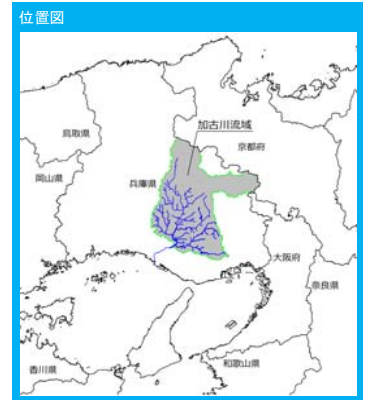 位置図
加古川流域
鳥取県
京都府
岡山県
兵庫県
大阪府
奈良県
香川県
和歌山県